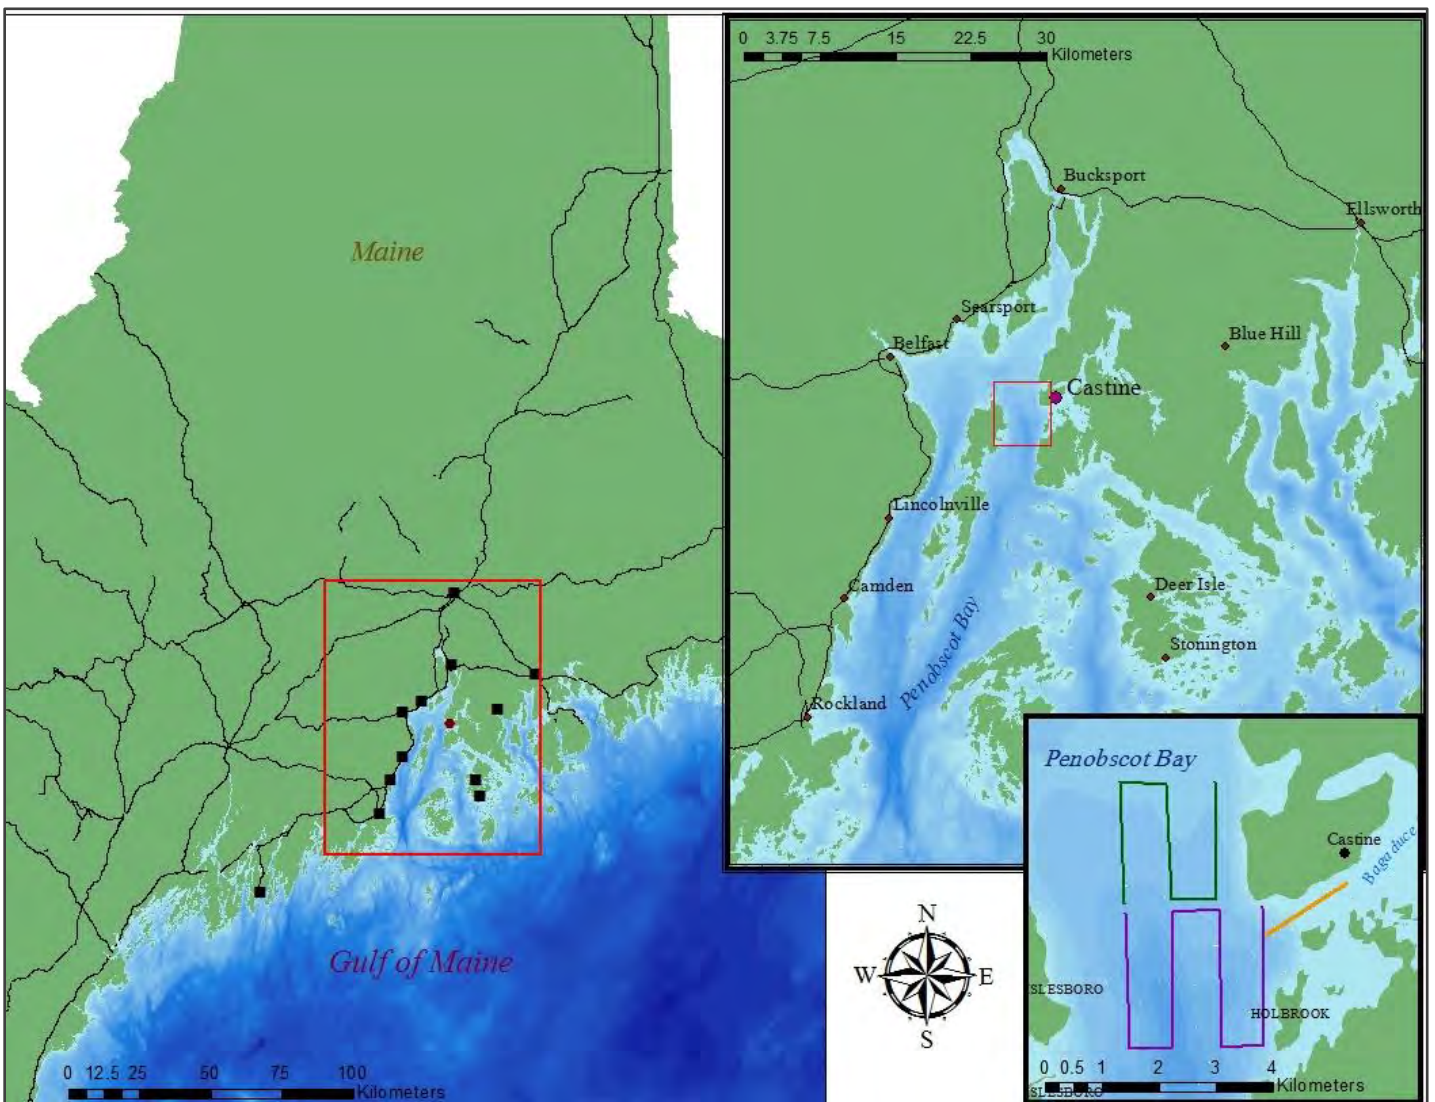 Maine
Gulf of Maine
0 12.5 25 50 75 100
Kilometers
0 3.75 7.5 15 22.5 30
Kilometers
Bucksport
Ellsworth
Searsport
Belfast
Blue Hill
Castine
Lincolnville
Camden
Deer Isle
Penobscot Bay
Stonington
Rockland
N
W E
S
Penobscot Bay
Castine
Bagaduce
SLESBORO
HOLBROOK
0 0.5 1 2 3 4
Kilometers
SLESBORO